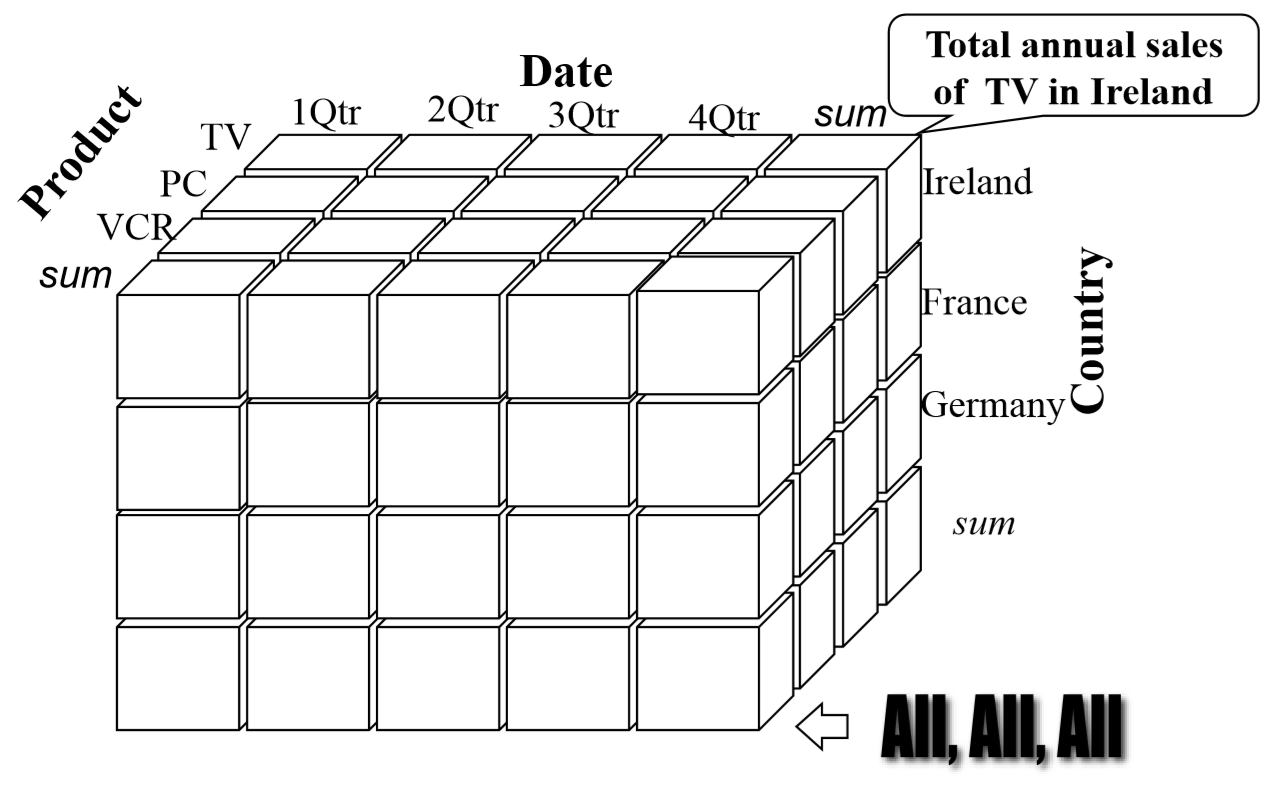 Total annual sales
of TV in Ireland
Date
Product
1Qtr 2Qtr 3Qtr 4Qtr sum
TV
PC
VCR
sum
Ireland
France
Germany
sum
Country
All, All, All